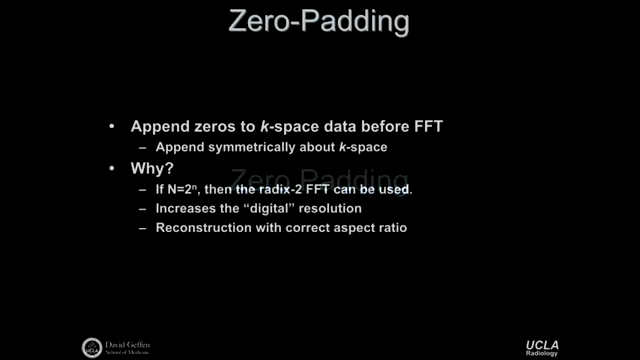 Zero-Padding
• Append zeros to k-space data before FFT
– Append symmetrically about k-space
• Why?
Zero Padding
– If N=2ⁿ, then the radix-2 FFT can be used.
– Increases the “digital” resolution
– Reconstruction with correct aspect ratio
UCLA
David Geffen
School of Medicine
UCLA
Radiology